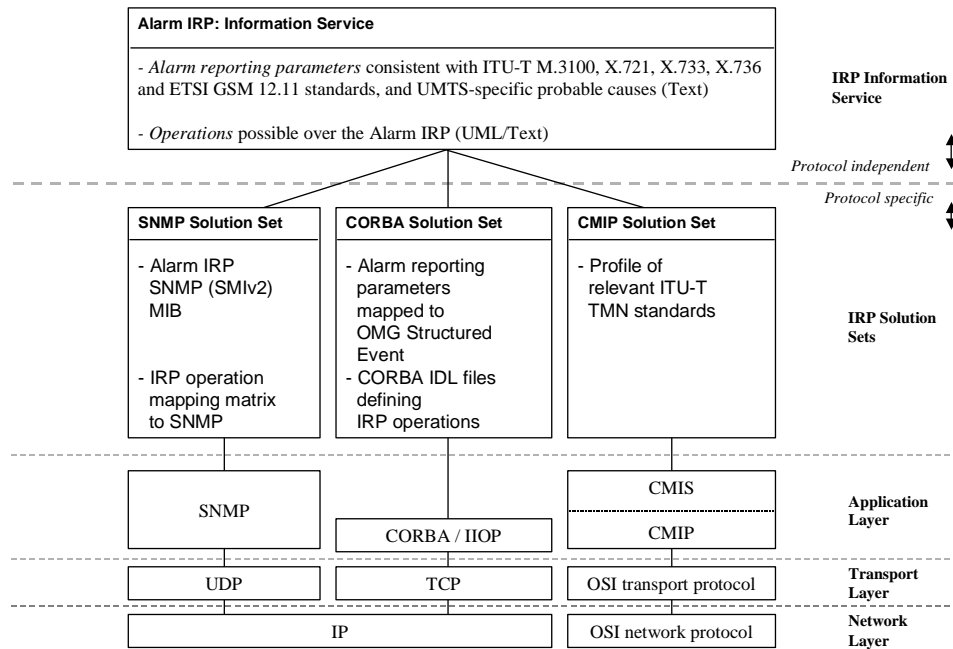 Alarm IRP: Information Service
- Alarm reporting parameters consistent with ITU-T M.3100, X.721, X.733, X.736
and ETSI GSM 12.11 standards, and UMTS-specific probable causes (Text)
- Operations possible over the Alarm IRP (UML/Text)
IRP Information
Service
Protocol independent
Protocol specific
SNMP Solution Set
- Alarm IRP
SNMP (SMIv2)
MIB
- IRP operation
mapping matrix
to SNMP
CORBA Solution Set
- Alarm reporting
parameters
mapped to
OMG Structured
Event
- CORBA IDL files
defining
IRP operations
CMIP Solution Set
- Profile of
relevant ITU-T
TMN standards
IRP Solution
Sets
SNMP
CORBA / IIOP
CMIS
CMIP
Application
Layer
UDP
TCP
OSI transport protocol
Transport
Layer
IP
OSI network protocol
Network
Layer